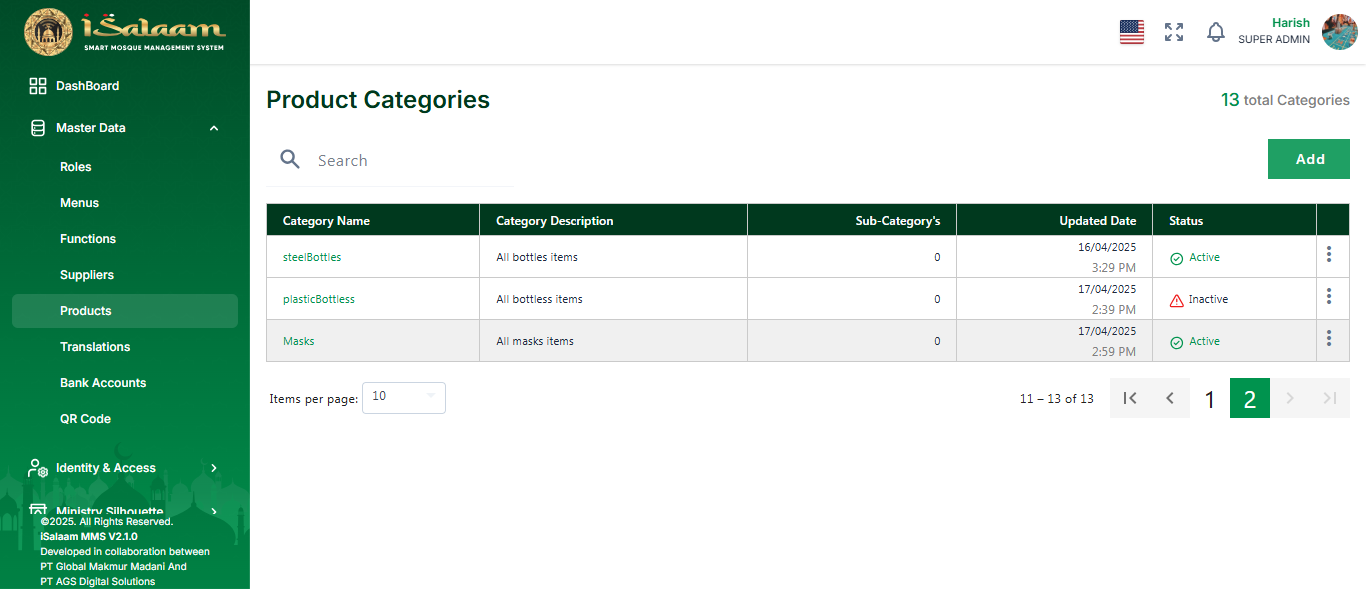 iSalaam
SMART MOSQUE MANAGEMENT SYSTEM
DashBoard
Master Data
Roles
Menus
Functions
Suppliers
Products
Translations
Bank Accounts
QR Code
Identity & Access
Ministry Silhouette
©2025. All Rights Reserved.
iSalaam MMS V2.1.0
Developed in collaboration between
PT Global Makmur Madani And
PT AGS Digital Solutions
Harish
SUPER ADMIN
Product Categories
13 total Categories
Search
Add
Category Name Category Description Sub-Category's Updated Date Status
steelBottles All bottles items 0 16/04/2025 3:29 PM Active
plasticBottless All bottless items 0 17/04/2025 2:39 PM Inactive
Masks All masks items 0 17/04/2025 2:59 PM Active
Items per page: 10 11 – 13 of 13 1 2